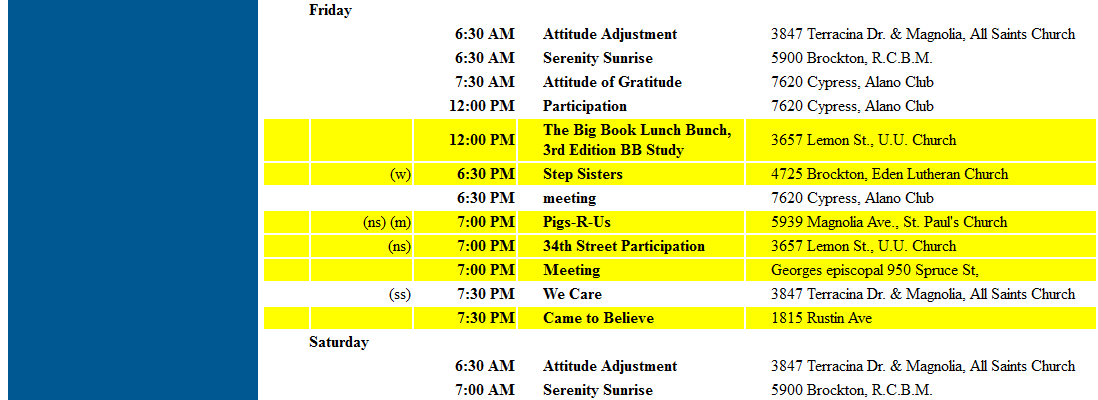 Friday
6:30 AM Attitude Adjustment 3847 Terracina Dr. & Magnolia, All Saints Church
6:30 AM Serenity Sunrise 5900 Brockton, R.C.B.M.
7:30 AM Attitude of Gratitude 7620 Cypress, Alano Club
12:00 PM Participation 7620 Cypress, Alano Club
12:00 PM The Big Book Lunch Bunch, 3657 Lemon St., U.U. Church
3rd Edition BB Study
(w) 6:30 PM Step Sisters 4725 Brockton, Eden Lutheran Church
6:30 PM meeting 7620 Cypress, Alano Club
(ns) (m) 7:00 PM Pigs-R-Us 5939 Magnolia Ave., St. Paul's Church
(ns) 7:00 PM 34th Street Participation 3657 Lemon St., U.U. Church
7:00 PM Meeting Georges episcopal 950 Spruce St,
(ss) 7:30 PM We Care 3847 Terracina Dr. & Magnolia, All Saints Church
7:30 PM Came to Believe 1815 Rustin Ave
Saturday
6:30 AM Attitude Adjustment 3847 Terracina Dr. & Magnolia, All Saints Church
7:00 AM Serenity Sunrise 5900 Brockton, R.C.B.M.